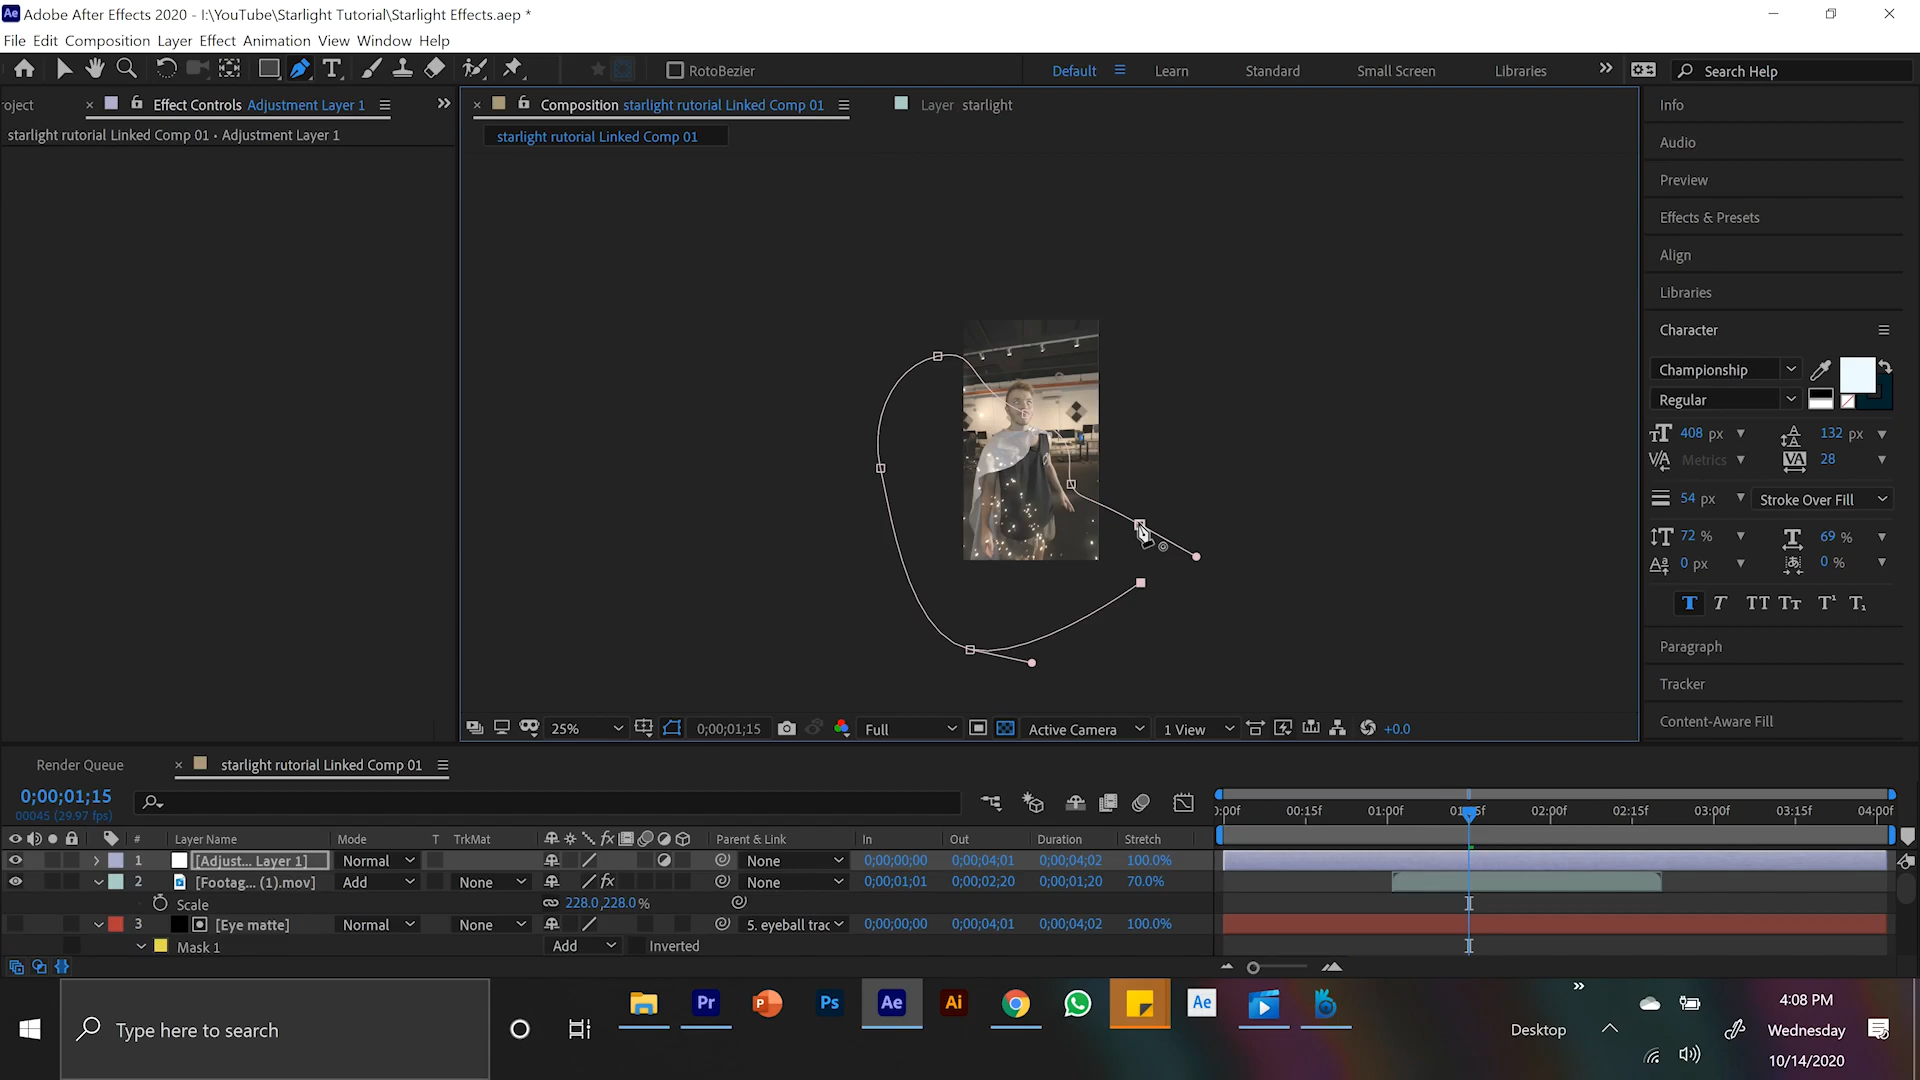 Adobe After Effects 2020 - I:\YouTube\Starlight Tutorial\Starlight Effects.aep *
File Edit Composition Layer Effect Animation View Window Help
RotoBezier
Default
Learn
Standard
Small Screen
Libraries
Search Help
roject
Effect Controls Adjustment Layer 1
Composition starlight rutorial Linked Comp 01
Layer starlight
starlight rutorial Linked Comp 01 • Adjustment Layer 1
starlight rutorial Linked Comp 01
Info
Audio
Preview
Effects & Presets
Align
Libraries
Character
Championship
Regular
408 px
132 px
Metrics
28
54 px
Stroke Over Fill
72 %
69 %
0 px
0 %
T T TT Tt T¹ T₁
Paragraph
Tracker
Content-Aware Fill
25%
0;00;01;15
Full
Active Camera
1 View
+0.0
Render Queue
starlight rutorial Linked Comp 01
0;00;01;15
00045 (29.97 fps)
00:15f
01:00f
02:00f
02:15f
03:00f
03:15f
04:00f
#
Layer Name
Mode
T
TrkMat
Parent & Link
In
Out
Duration
Stretch
1 [Adjust... Layer 1] Normal None 0;00;00;00 0;00;04;01 0;00;04;02 100.0%
2 [Footag... (1).mov] Add None None 0;00;01;01 0;00;02;20 0;00;01;20 70.0%
Scale 228.0,228.0%
3 [Eye matte] Normal None 5. eyeball trac 0;00;00;00 0;00;04;01 0;00;04;02 100.0%
Mask 1 Add Inverted
Type here to search
Pr
P
Ps
Ae
Ai
Ae
Desktop
4:08 PM
Wednesday
10/14/2020